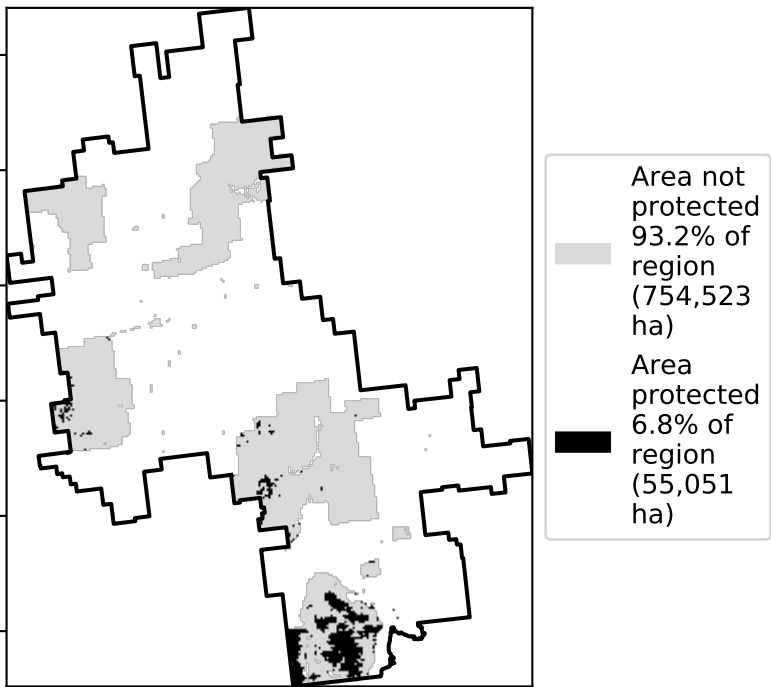 Area not
protected
93.2% of
region
(754,523
ha)
Area
protected
6.8% of
region
(55,051
ha)